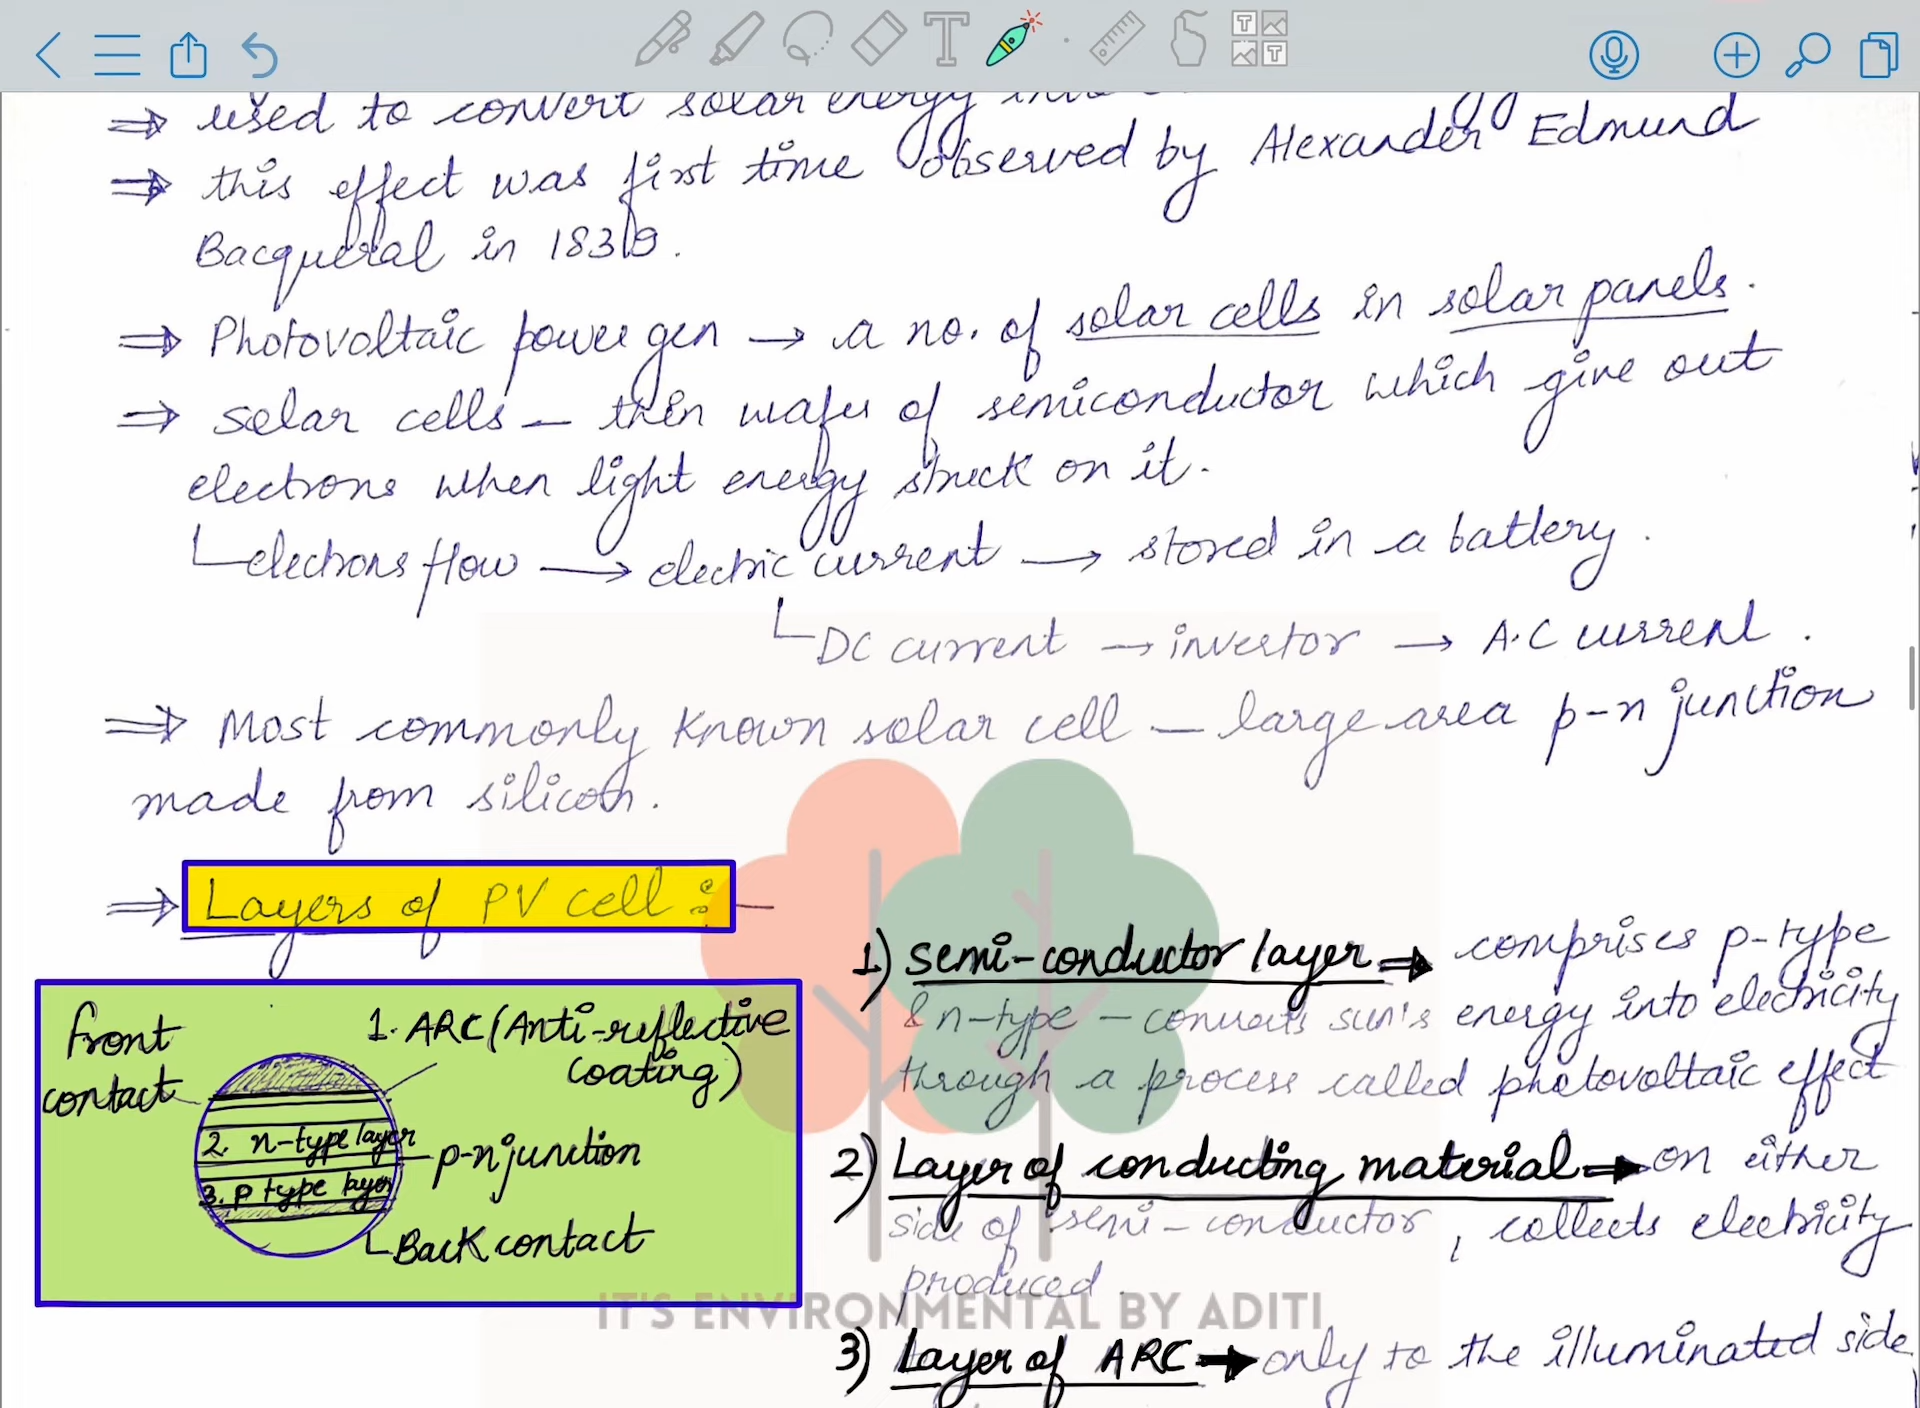 ⇒ used to convert solar energy into
⇒ this effect was first time observed by Alexander Edmund
Bacqueral in 1839.
⇒ Photovoltaic power gen → a no. of solar cells in solar panels.
⇒ solar cells – thin wafer of semiconductor which give out
electrons when light energy struck on it.
electrons flow → electric current → stored in a battery.
DC current → invertor → A.C current.
⇒ Most commonly known solar cell – large area p-n junction
made from silicon.
⇒ Layers of PV cell :-
front
contact
1. ARC (Anti-reflective
coating)
2. n-type layer
p-n junction
3. p type layer
Back contact
1) semi-conductor layer ⇒ comprises p-type
& n-type – converts sun's energy into electricity
through a process called photovoltaic effect
2) Layer of conducting material → on either
side of semi-conductor, collects electricity
produced.
IT'S ENVIRONMENTAL BY ADITI
3) Layer of ARC → only to the illuminated side